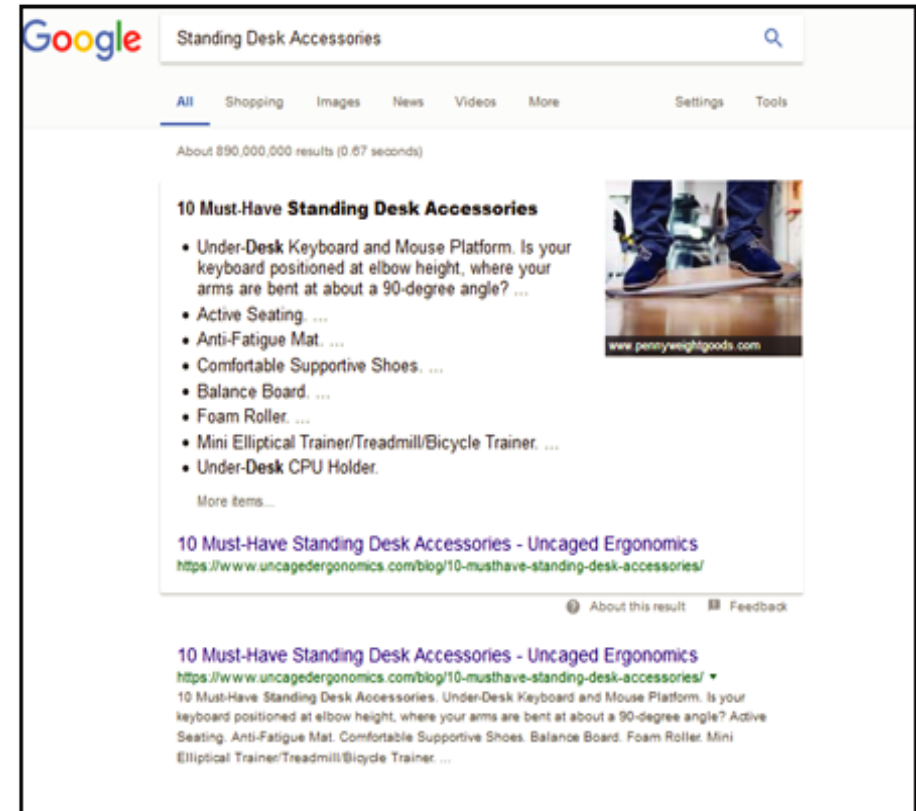 Google Standing Desk Accessories
All Shopping Images News Videos More Settings Tools
About 890,000,000 results (0.67 seconds)
10 Must-Have Standing Desk Accessories
• Under-Desk Keyboard and Mouse Platform. Is your
keyboard positioned at elbow height, where your
arms are bent at about a 90-degree angle? ...
• Active Seating. ...
• Anti-Fatigue Mat. ...
• Comfortable Supportive Shoes. ...
• Balance Board. ...
• Foam Roller. ...
• Mini Elliptical Trainer/Treadmill/Bicycle Trainer. ...
• Under-Desk CPU Holder.
www.pennyweightgoods.com
More items...
10 Must-Have Standing Desk Accessories - Uncaged Ergonomics
https://www.uncagedergonomics.com/blog/10-musthave-standing-desk-accessories/
About this result Feedback
10 Must-Have Standing Desk Accessories - Uncaged Ergonomics
https://www.uncagedergonomics.com/blog/10-musthave-standing-desk-accessories/
10 Must-Have Standing Desk Accessories. Under-Desk Keyboard and Mouse Platform. Is your
keyboard positioned at elbow height, where your arms are bent at about a 90-degree angle? Active
Seating. Anti-Fatigue Mat. Comfortable Supportive Shoes. Balance Board. Foam Roller. Mini
Elliptical Trainer/Treadmill/Bicycle Trainer. ...